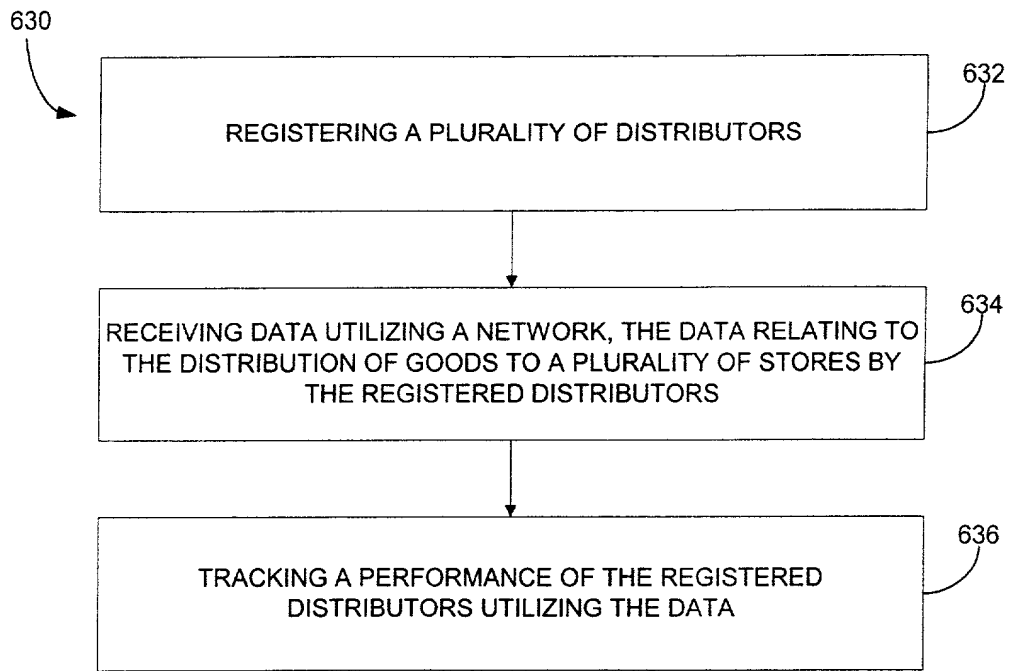 630
632
REGISTERING A PLURALITY OF DISTRIBUTORS
634
RECEIVING DATA UTILIZING A NETWORK, THE DATA RELATING TO
THE DISTRIBUTION OF GOODS TO A PLURALITY OF STORES BY
THE REGISTERED DISTRIBUTORS
636
TRACKING A PERFORMANCE OF THE REGISTERED
DISTRIBUTORS UTILIZING THE DATA